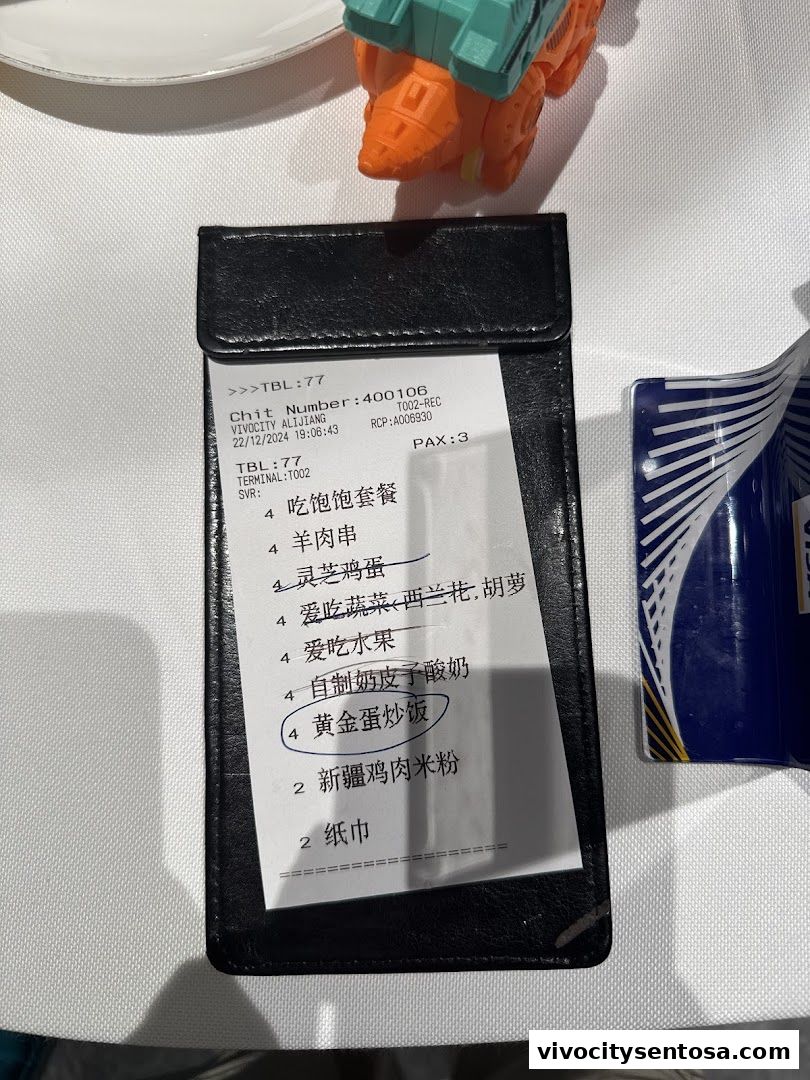 >>>TBL:77
Chit Number:400106
VIVOCITY ALIJIANG T002-REC
22/12/2024 19:06:43 RCP:A006930
PAX:3
TBL:77
TERMINAL:T002
SVR:
4 吃饱饱套餐
4 羊肉串
4 灵芝鸡蛋
4 爱吃蔬菜(西兰花,胡萝
4 爱吃水果
4 自制奶皮子酸奶
4 黄金蛋炒饭
2 新疆鸡肉米粉
2 纸巾
================================
vivocitysentosa.com